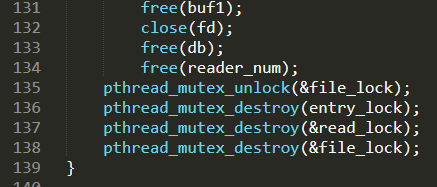 131 free(buf1);
132 close(fd);
133 free(db);
134 free(reader_num);
135 pthread_mutex_unlock(&file_lock);
136 pthread_mutex_destroy(entry_lock);
137 pthread_mutex_destroy(&read_lock);
138 pthread_mutex_destroy(&file_lock);
139 }
140